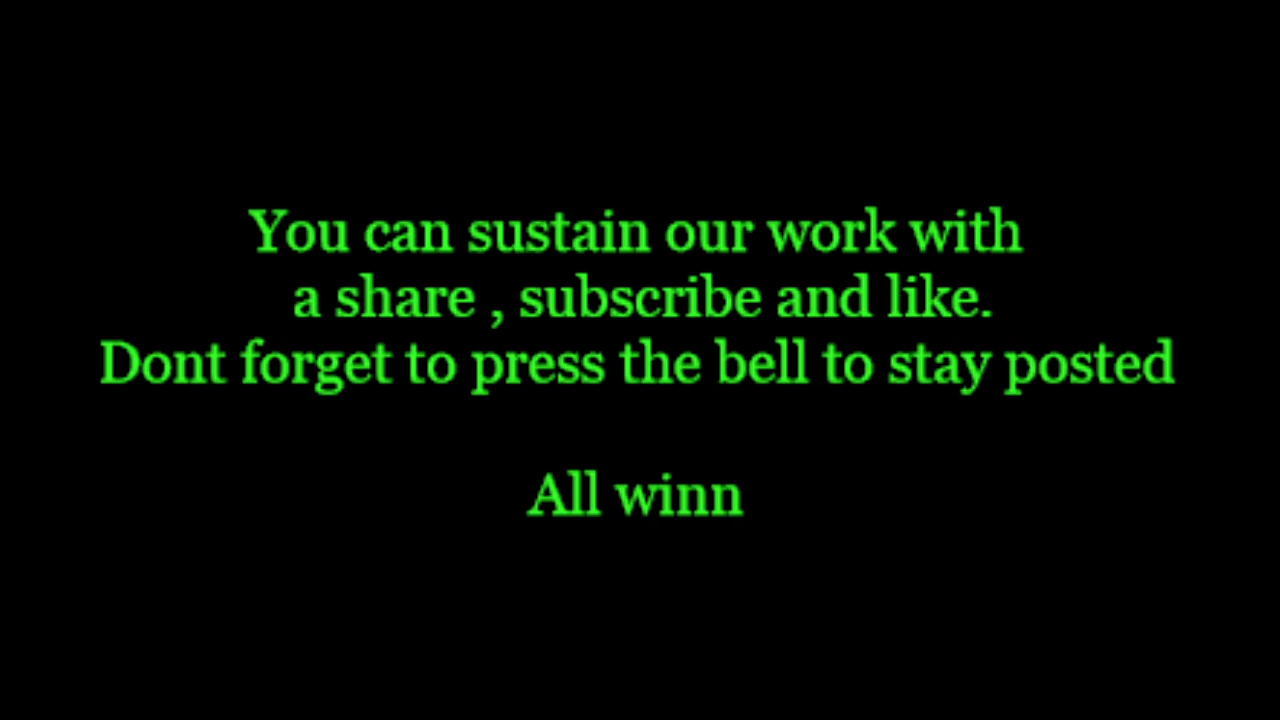 You can sustain our work with
a share , subscribe and like.
Dont forget to press the bell to stay posted
All winn